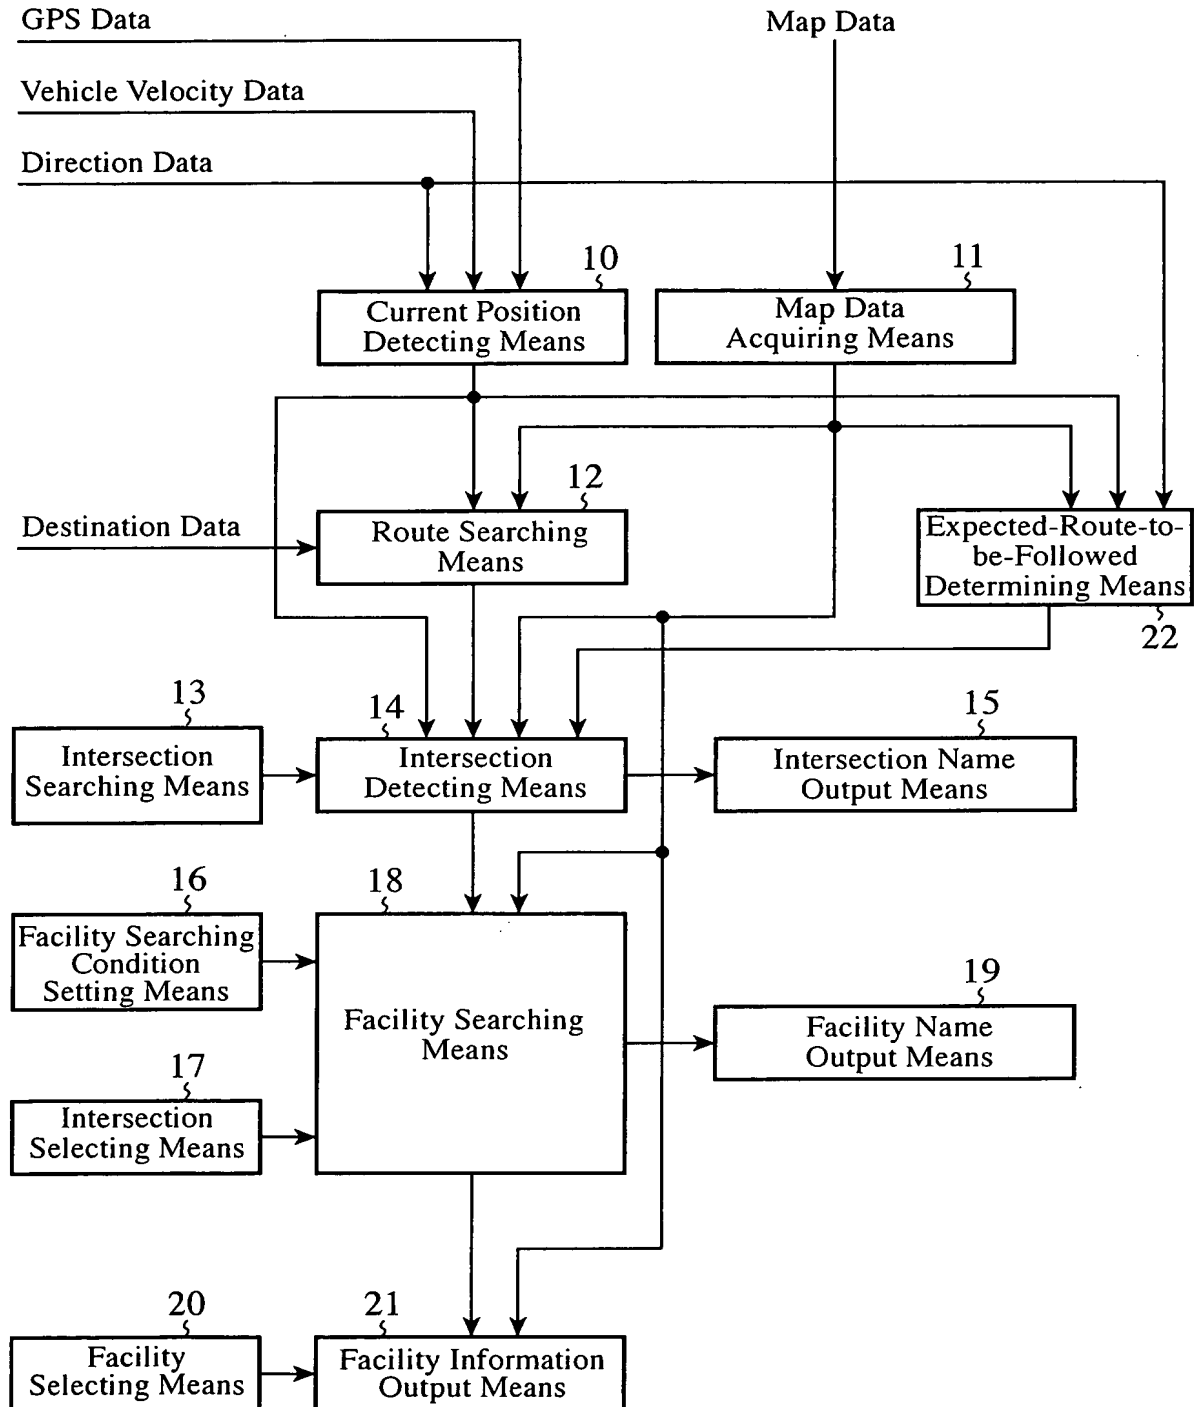 GPS Data
Map Data
Vehicle Velocity Data
Direction Data
10
11
Current Position
Detecting Means
Map Data
Acquiring Means
12
Destination Data
Route Searching
Means
Expected-Route-to-
be-Followed
Determining Means
22
13
14
15
Intersection
Searching Means
Intersection
Detecting Means
Intersection Name
Output Means
16
18
Facility Searching
Condition
Setting Means
19
Facility Searching
Means
Facility Name
Output Means
17
Intersection
Selecting Means
20
21
Facility
Selecting Means
Facility Information
Output Means